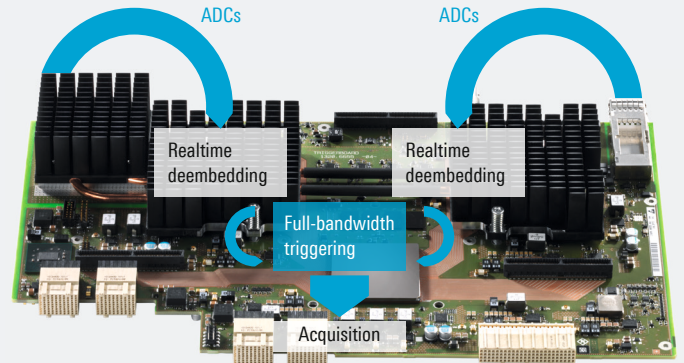 ADCs
ADCs
Realtime
deembedding
Realtime
deembedding
Full-bandwidth
triggering
Acquisition